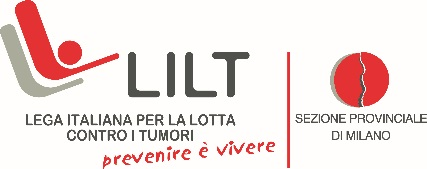 LILT
LEGA ITALIANA PER LA LOTTA
CONTRO I TUMORI
prevenire è vivere
SEZIONE PROVINCIALE
DI MILANO